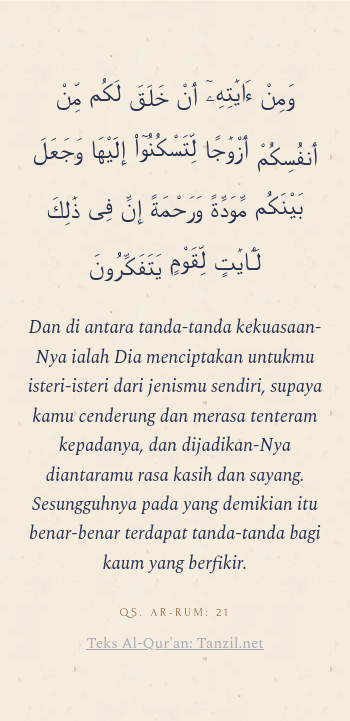 وَمِنْ ءَايَٰتِهِۦٓ أَنْ خَلَقَ لَكُم مِّنْ
أَنفُسِكُمْ أَزْوَٰجًا لِّتَسْكُنُوٓا۟ إِلَيْهَا وَجَعَلَ
بَيْنَكُم مَّوَدَّةً وَرَحْمَةً إِنَّ فِى ذَٰلِكَ
لَـَٔايَٰتٍ لِّقَوْمٍ يَتَفَكَّرُونَ
Dan di antara tanda-tanda kekuasaan-
Nya ialah Dia menciptakan untukmu
isteri-isteri dari jenismu sendiri, supaya
kamu cenderung dan merasa tenteram
kepadanya, dan dijadikan-Nya
diantaramu rasa kasih dan sayang.
Sesungguhnya pada yang demikian itu
benar-benar terdapat tanda-tanda bagi
kaum yang berfikir.
QS. AR-RUM: 21
Teks Al-Qur'an: Tanzil.net